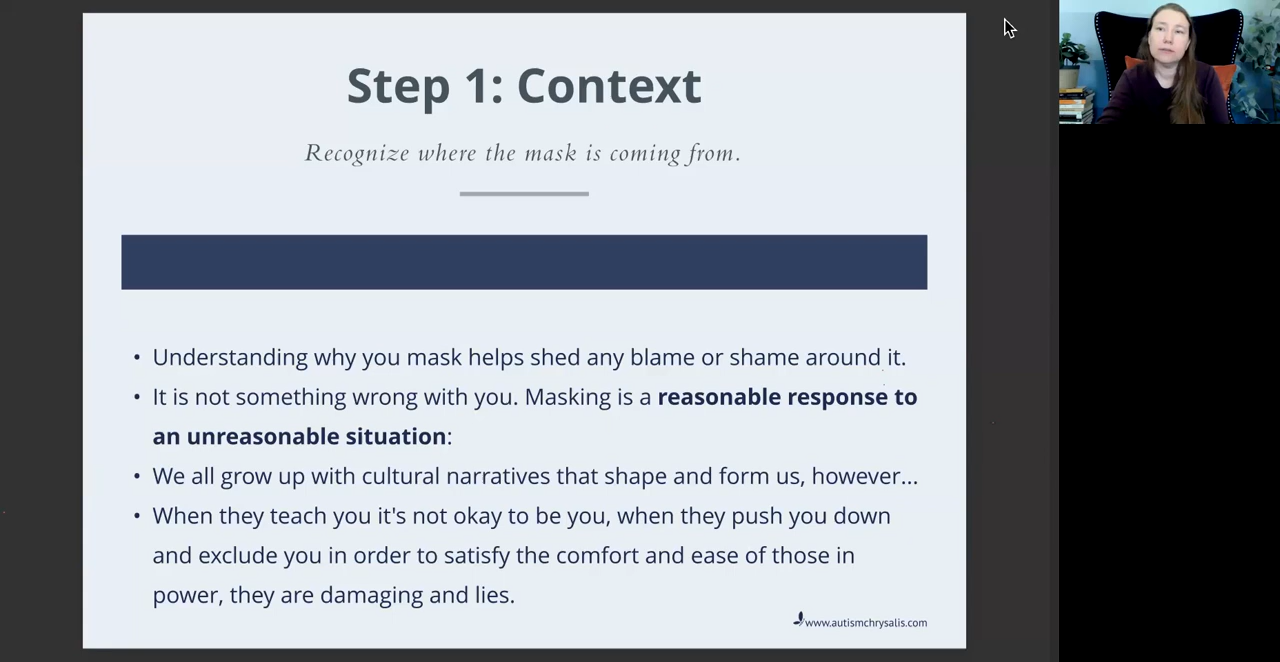 Step 1: Context
Recognize where the mask is coming from.
• Understanding why you mask helps shed any blame or shame around it.
• It is not something wrong with you. Masking is a reasonable response to
an unreasonable situation:
• We all grow up with cultural narratives that shape and form us, however...
• When they teach you it's not okay to be you, when they push you down
and exclude you in order to satisfy the comfort and ease of those in
power, they are damaging and lies.
www.autismchrysalis.com